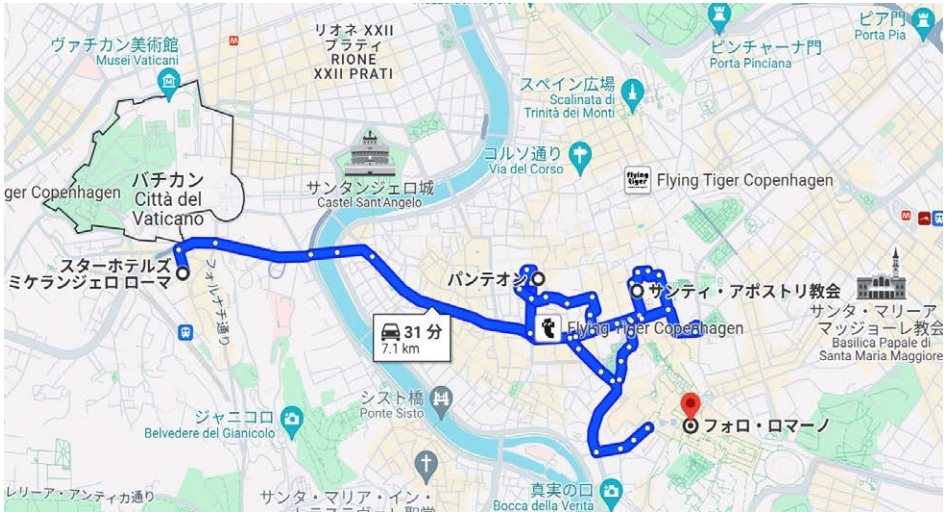 ヴァチカン美術館
Musei Vaticani
リオネ XXII
プラティ
RIONE
XXII PRATI
ピンチャーナ門
Porta Pinciana
ピア門
Porta Pia
スペイン広場
Scalinata di
Trinità dei Monti
コルソ通り
Via del Corso
flying tiger
Flying Tiger Copenhagen
ger Copenhagen
バチカン
Città del
Vaticano
サンタンジェロ城
Castel Sant'Angelo
スターホテルズ
ミケランジェロ ローマ
フォルナチ通り
パンテオン
サンティ・アポストリ教会
Flying Tiger Copenhagen
サンタ・マリア
マッジョーレ教会
Basilica Papale di
Santa Maria Maggiore
31 分
7.1 km
シスト橋
Ponte Sisto
ジャニコロ
Belvedere del Gianicolo
フォロ・ロマーノ
レリーア・アンティカ通り
サンタ・マリア・イン・
真実の口
Bocca della Verità